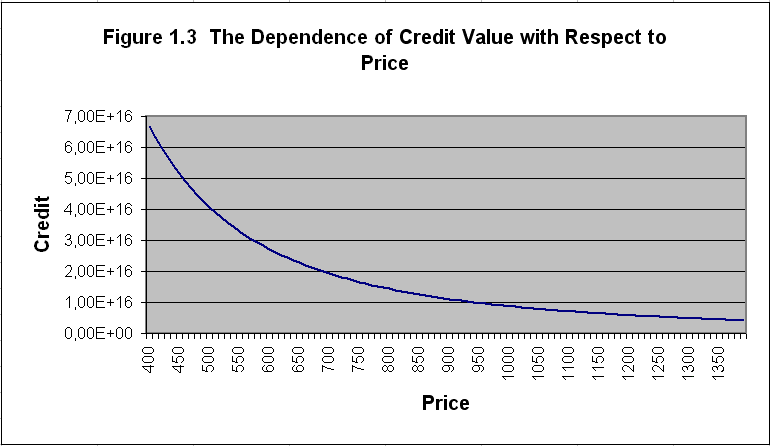 Figure 1.3 The Dependence of Credit Value with Respect to
Price
7,00E+16
6,00E+16
5,00E+16
4,00E+16
3,00E+16
2,00E+16
1,00E+16
0,00E+00
Credit
400
450
500
550
600
650
700
750
800
850
900
950
1000
1050
1100
1150
1200
1250
1300
1350
Price